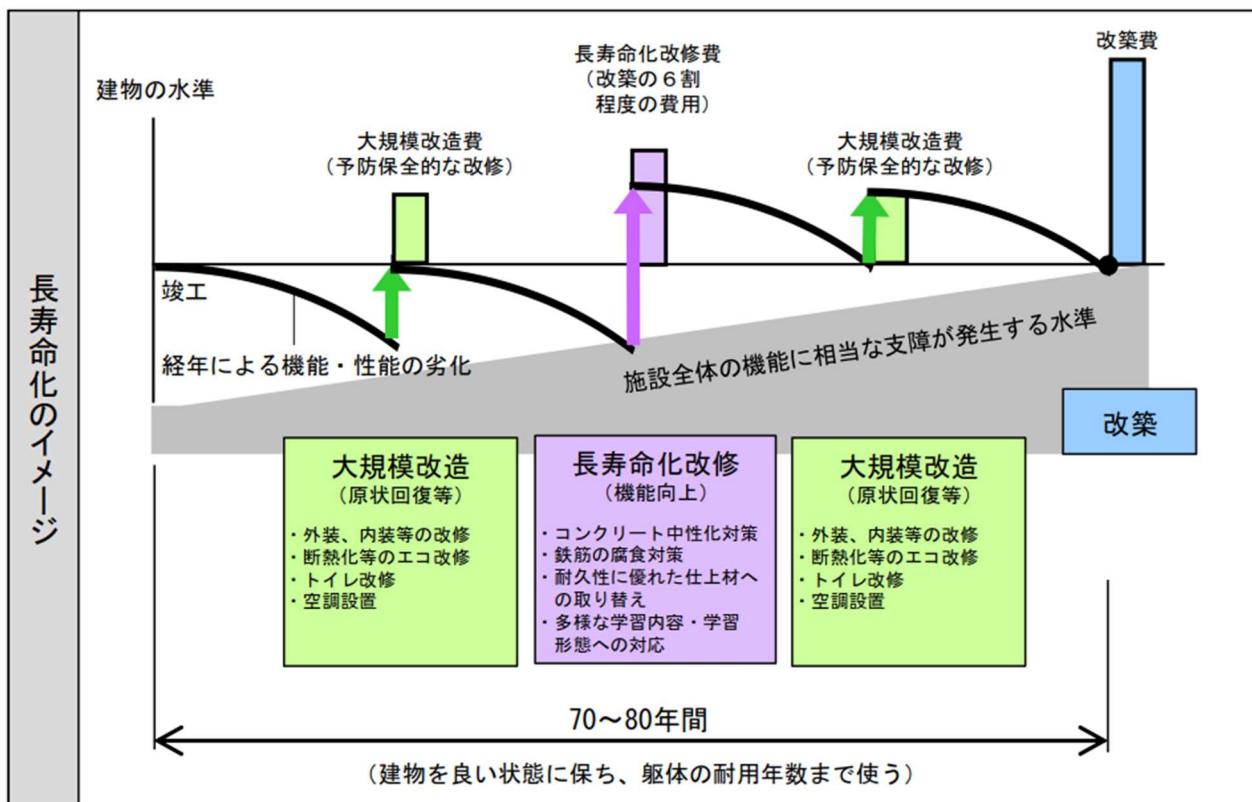 長寿命化のイメージ
建物の水準
大規模改造費
（予防保全的な改修）
長寿命化改修費
（改築の６割
程度の費用）
大規模改造費
（予防保全的な改修）
改築費
竣工
経年による機能・性能の劣化
施設全体の機能に相当な支障が発生する水準
改築
大規模改造
（原状回復等）
・外装、内装等の改修
・断熱化等のエコ改修
・トイレ改修
・空調設置
長寿命化改修
（機能向上）
・コンクリート中性化対策
・鉄筋の腐食対策
・耐久性に優れた仕上材へ
の取り替え
・多様な学習内容・学習
形態への対応
大規模改造
（原状回復等）
・外装、内装等の改修
・断熱化等のエコ改修
・トイレ改修
・空調設置
70～80年間
（建物を良い状態に保ち、躯体の耐用年数まで使う）